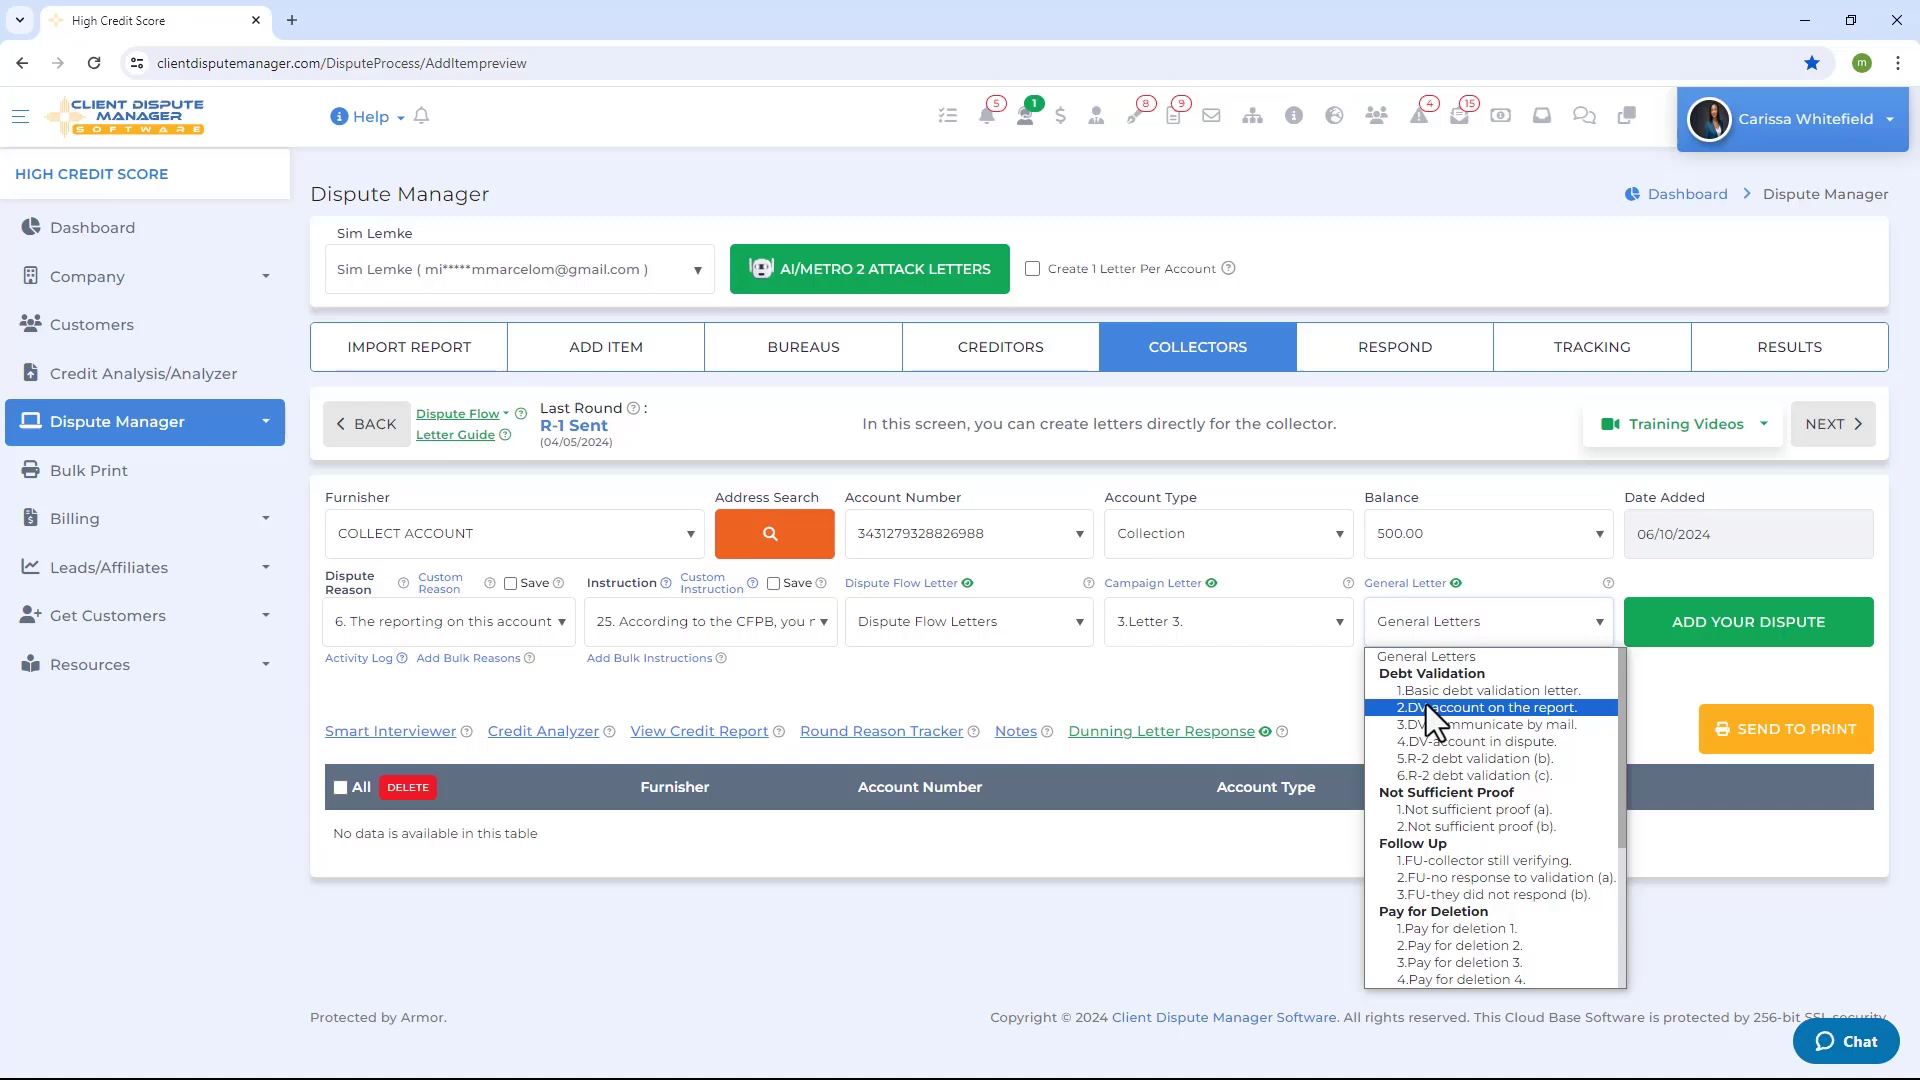 High Credit Score
clientdisputemanager.com/DisputeProcess/AddItempreview
m
CLIENT DISPUTE
MANAGER
SOFTWARE
Help
5
1
8
9
4
15
Carissa Whitefield
HIGH CREDIT SCORE
Dashboard
Company
Customers
Credit Analysis/Analyzer
Dispute Manager
Bulk Print
Billing
Leads/Affiliates
Get Customers
Resources
Dispute Manager
Dashboard > Dispute Manager
Sim Lemke
Sim Lemke ( mi*****mmarcelom@gmail.com )
AI/METRO 2 ATTACK LETTERS
Create 1 Letter Per Account
IMPORT REPORT
ADD ITEM
BUREAUS
CREDITORS
COLLECTORS
RESPOND
TRACKING
RESULTS
BACK
Dispute Flow
Letter Guide
Last Round :
R-1 Sent
(04/05/2024)
In this screen, you can create letters directly for the collector.
Training Videos
NEXT
Furnisher
Address Search
Account Number
Account Type
Balance
Date Added
COLLECT ACCOUNT
3431279328826988
Collection
500.00
06/10/2024
Dispute
Reason
Custom
Reason
Save
Instruction
Custom
Instruction
Save
Dispute Flow Letter
Campaign Letter
General Letter
6. The reporting on this account
25. According to the CFPB, you r
Dispute Flow Letters
3.Letter 3.
General Letters
ADD YOUR DISPUTE
Activity Log
Add Bulk Reasons
Add Bulk Instructions
General Letters
Debt Validation
1.Basic debt validation letter.
2.DV-account on the report.
3.DV-communicate by mail.
4.DV-account in dispute.
5.R-2 debt validation (b).
6.R-2 debt validation (c).
Not Sufficient Proof
1.Not sufficient proof (a).
2.Not sufficient proof (b).
Follow Up
1.FU-collector still verifying.
2.FU-no response to validation (a).
3.FU-they did not respond (b).
Pay for Deletion
1.Pay for deletion 1.
2.Pay for deletion 2.
3.Pay for deletion 3.
4.Pay for deletion 4.
Smart Interviewer
Credit Analyzer
View Credit Report
Round Reason Tracker
Notes
Dunning Letter Response
SEND TO PRINT
All
DELETE
Furnisher
Account Number
Account Type
No data is available in this table
Protected by Armor.
Copyright © 2024 Client Dispute Manager Software. All rights reserved. This Cloud Base Software is protected by 256-bit SSL security
Chat